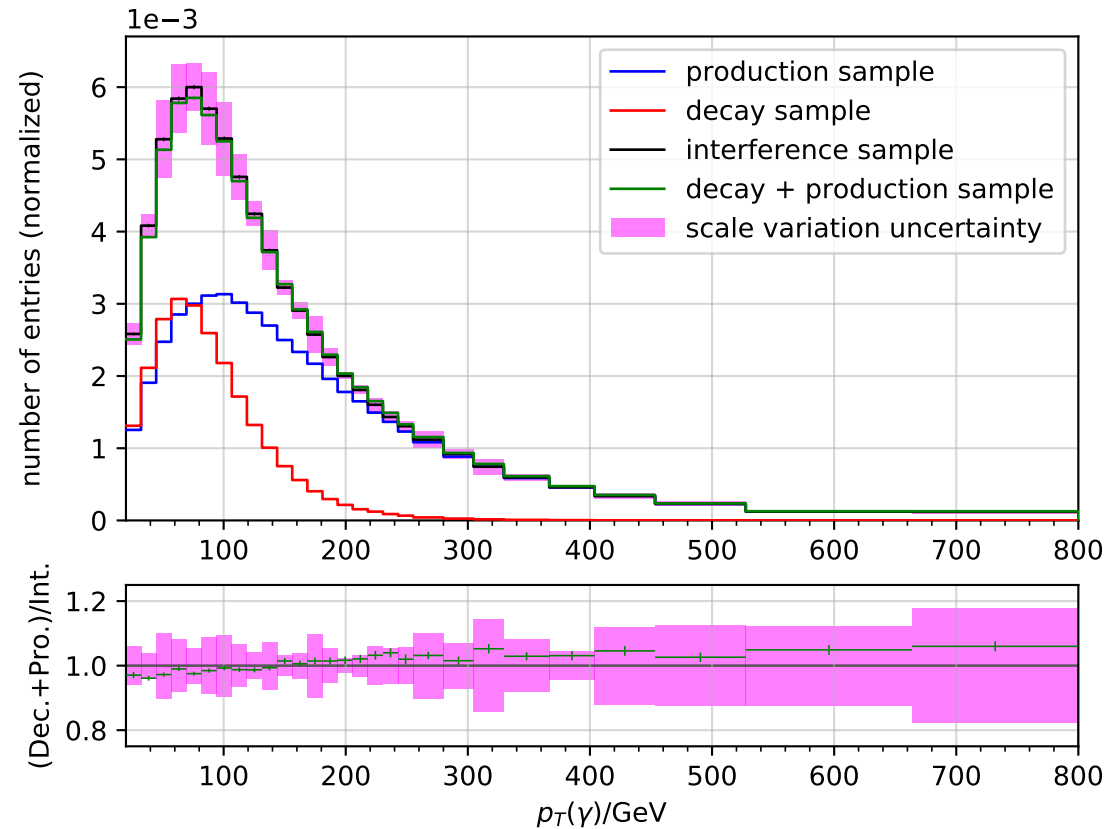 1e−3
number of entries (normalized)
6
5
4
3
2
1
0
production sample
decay sample
interference sample
decay + production sample
scale variation uncertainty
100 200 300 400 500 600 700 800
(Dec.+Pro.)/Int.
1.2
1.0
0.8
100 200 300 400 500 600 700 800
p_T(γ)/GeV